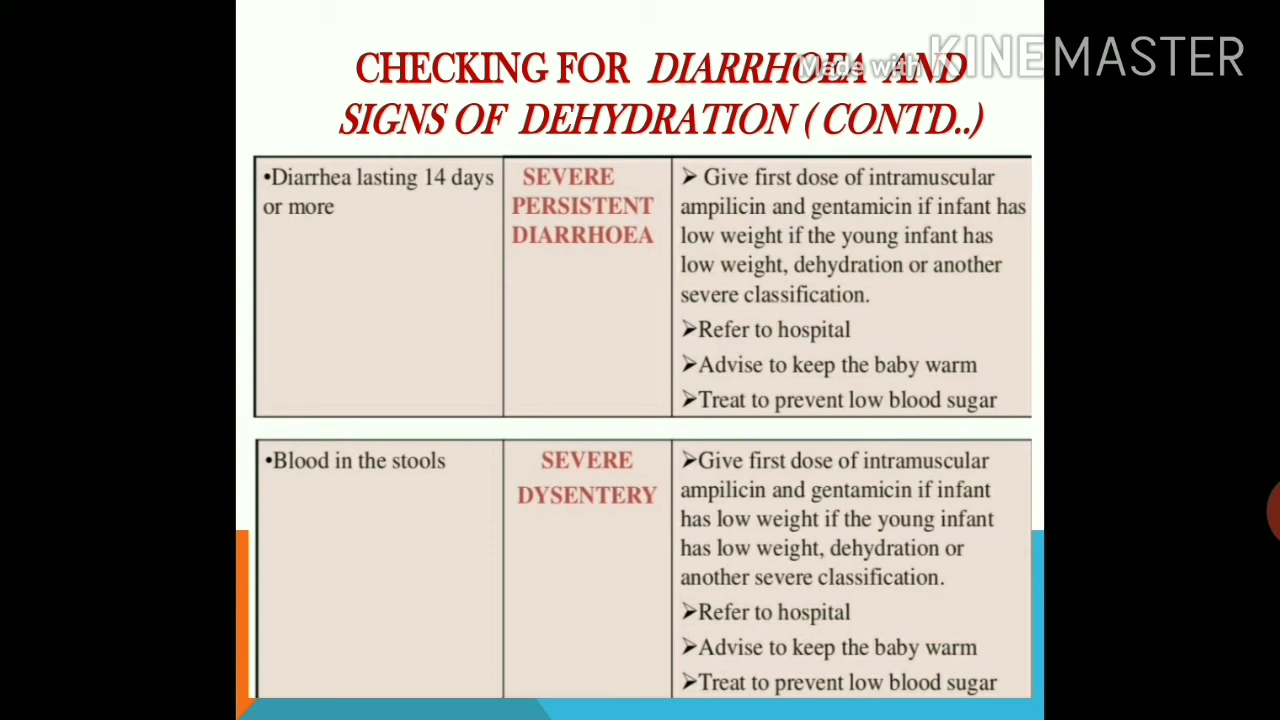 Made with KINEMASTER
CHECKING FOR DIARRHOEA AND
SIGNS OF DEHYDRATION ( CONTD..)
•Diarrhea lasting 14 days
or more
SEVERE
PERSISTENT
DIARRHOEA
➢ Give first dose of intramuscular
ampilicin and gentamicin if infant has
low weight if the young infant has
low weight, dehydration or another
severe classification.
➢Refer to hospital
➢Advise to keep the baby warm
➢Treat to prevent low blood sugar
•Blood in the stools
SEVERE
DYSENTERY
➢Give first dose of intramuscular
ampilicin and gentamicin if infant
has low weight if the young infant
has low weight, dehydration or
another severe classification.
➢Refer to hospital
➢Advise to keep the baby warm
➢Treat to prevent low blood sugar